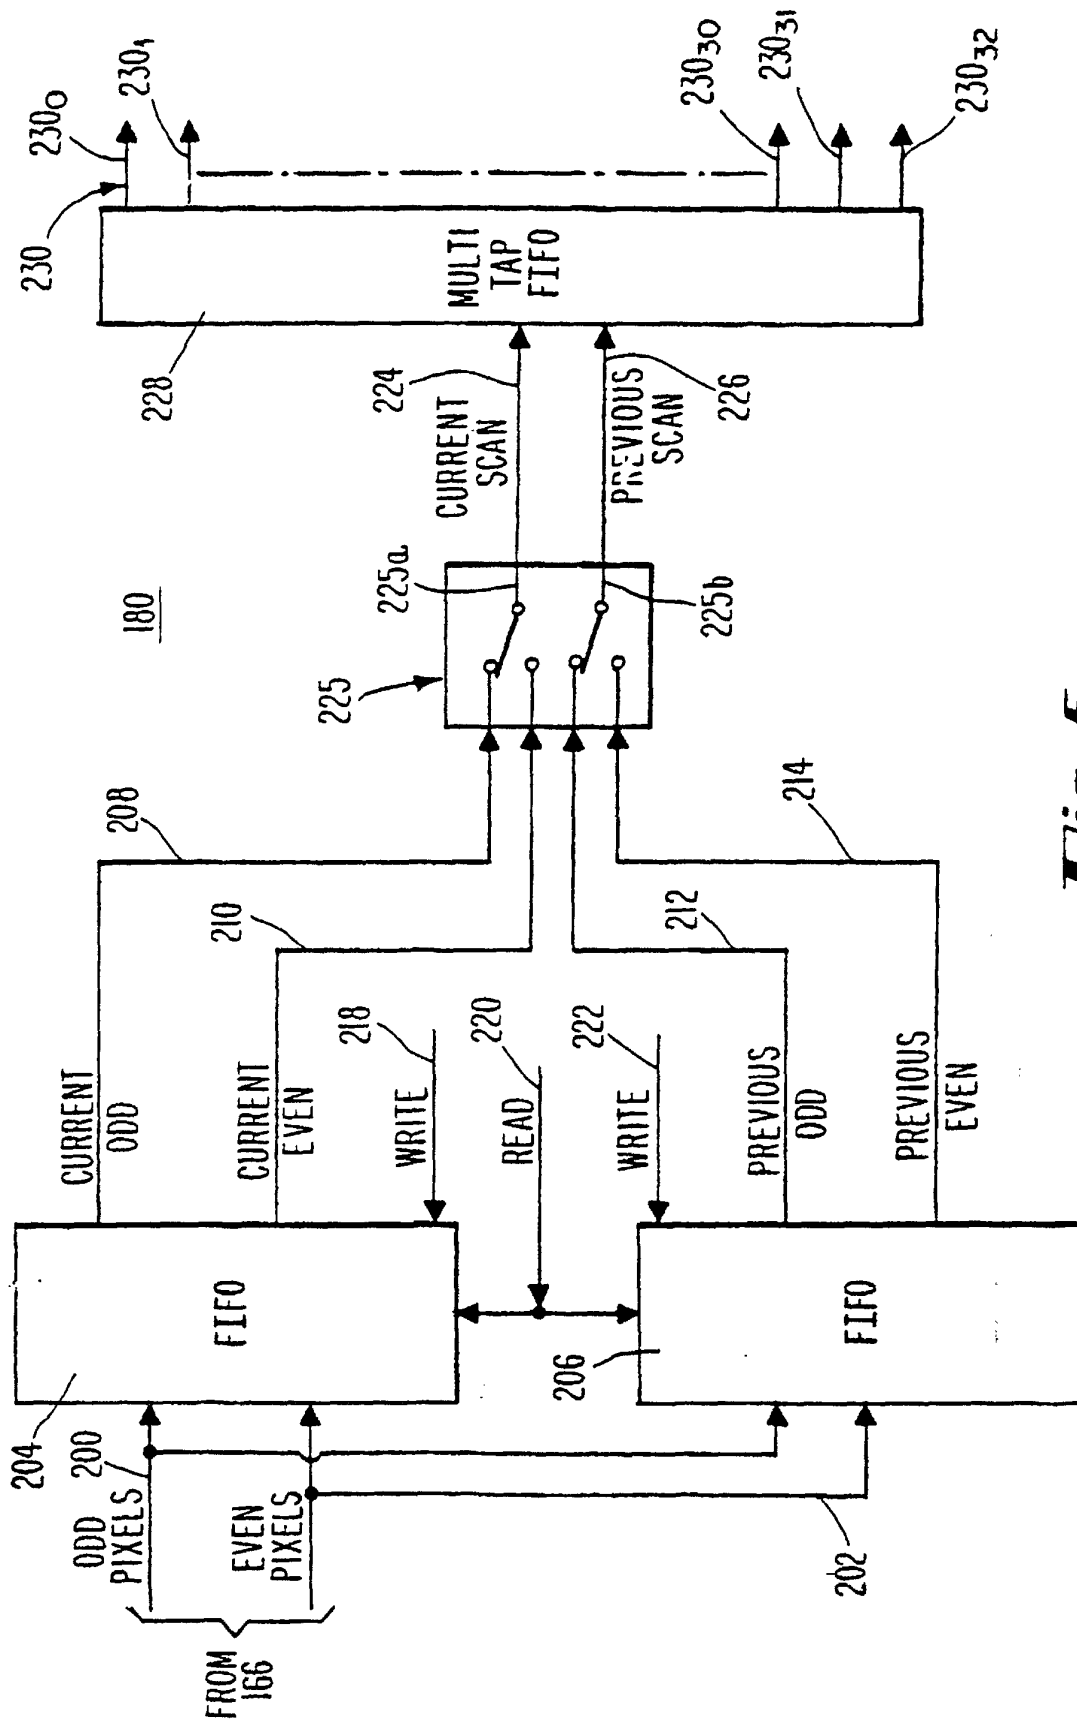 180
FROM
166
ODD
PIXELS
200
EVEN
PIXELS
202
204
FIFO
206
FIFO
CURRENT
ODD
208
CURRENT
EVEN
210
WRITE
218
READ
220
WRITE
222
PREVIOUS
ODD
212
PREVIOUS
EVEN
214
225
225a
225b
CURRENT
SCAN
224
PREVIOUS
SCAN
226
228
MULTI
TAP
FIFO
230
230₀
230₁
230₃₀
230₃₁
230₃₂